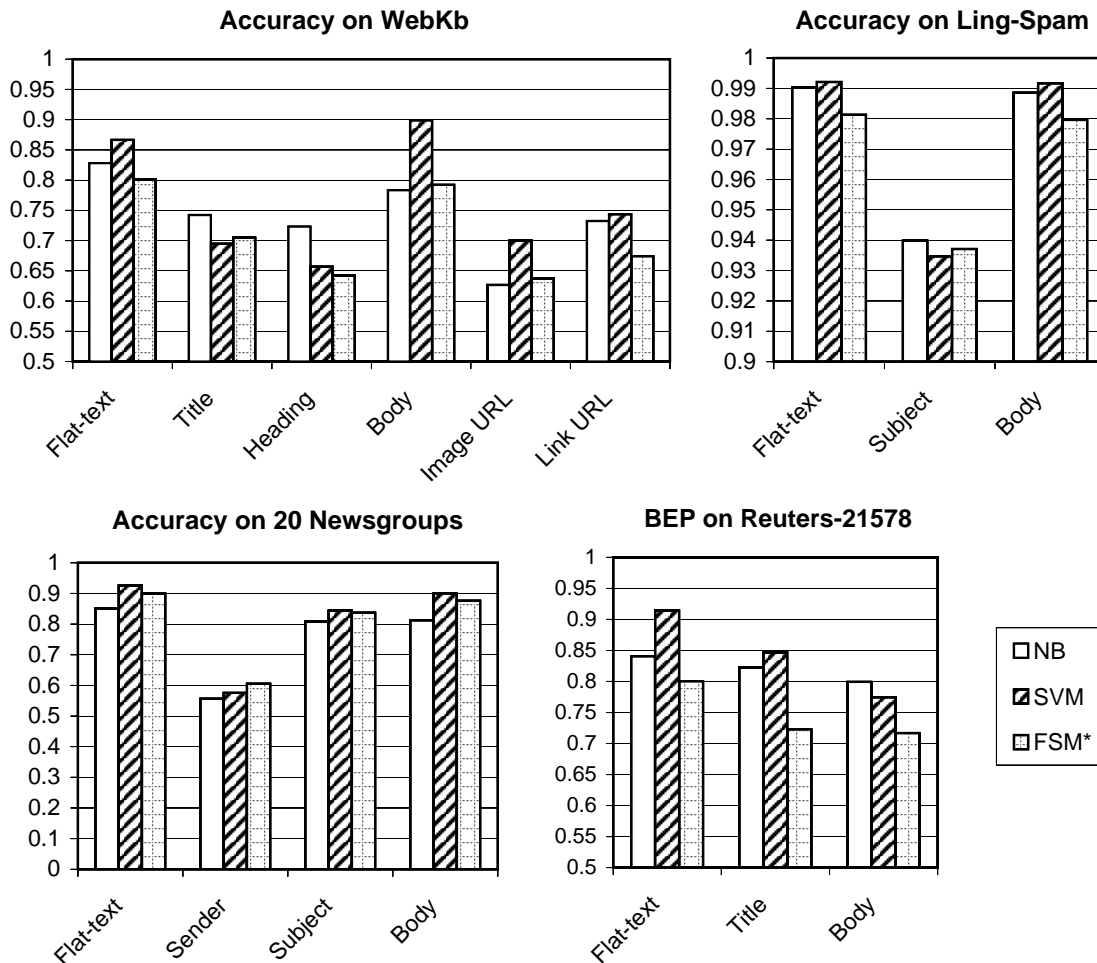 Accuracy on WebKb
1
0.95
0.9
0.85
0.8
0.75
0.7
0.65
0.6
0.55
0.5
Flat-text
Title
Heading
Body
Image URL
Link URL
Accuracy on Ling-Spam
1
0.99
0.98
0.97
0.96
0.95
0.94
0.93
0.92
0.91
0.9
Flat-text
Subject
Body
Accuracy on 20 Newsgroups
1
0.9
0.8
0.7
0.6
0.5
0.4
0.3
0.2
0.1
0
Flat-text
Sender
Subject
Body
BEP on Reuters-21578
1
0.95
0.9
0.85
0.8
0.75
0.7
0.65
0.6
0.55
0.5
Flat-text
Title
Body
NB
SVM
FSM*